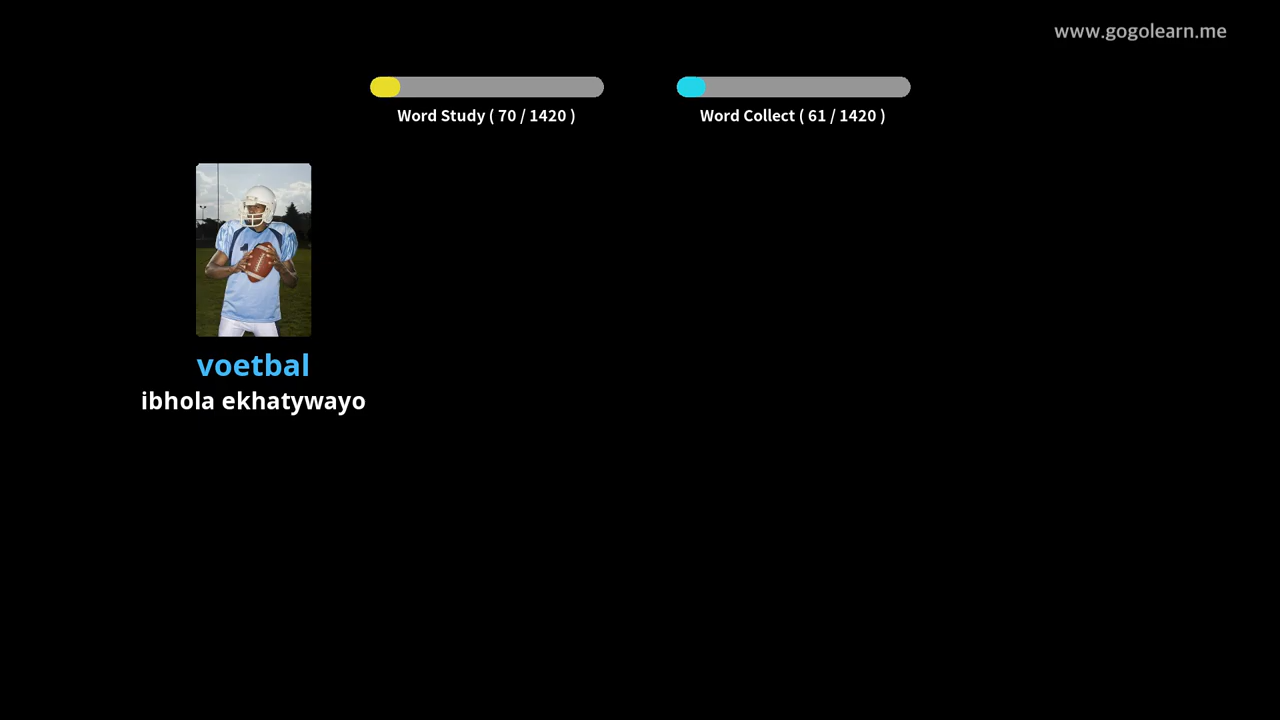 www.gogolearn.me
Word Study ( 70 / 1420 )
Word Collect ( 61 / 1420 )
voetbal
ibhola ekhatywayo